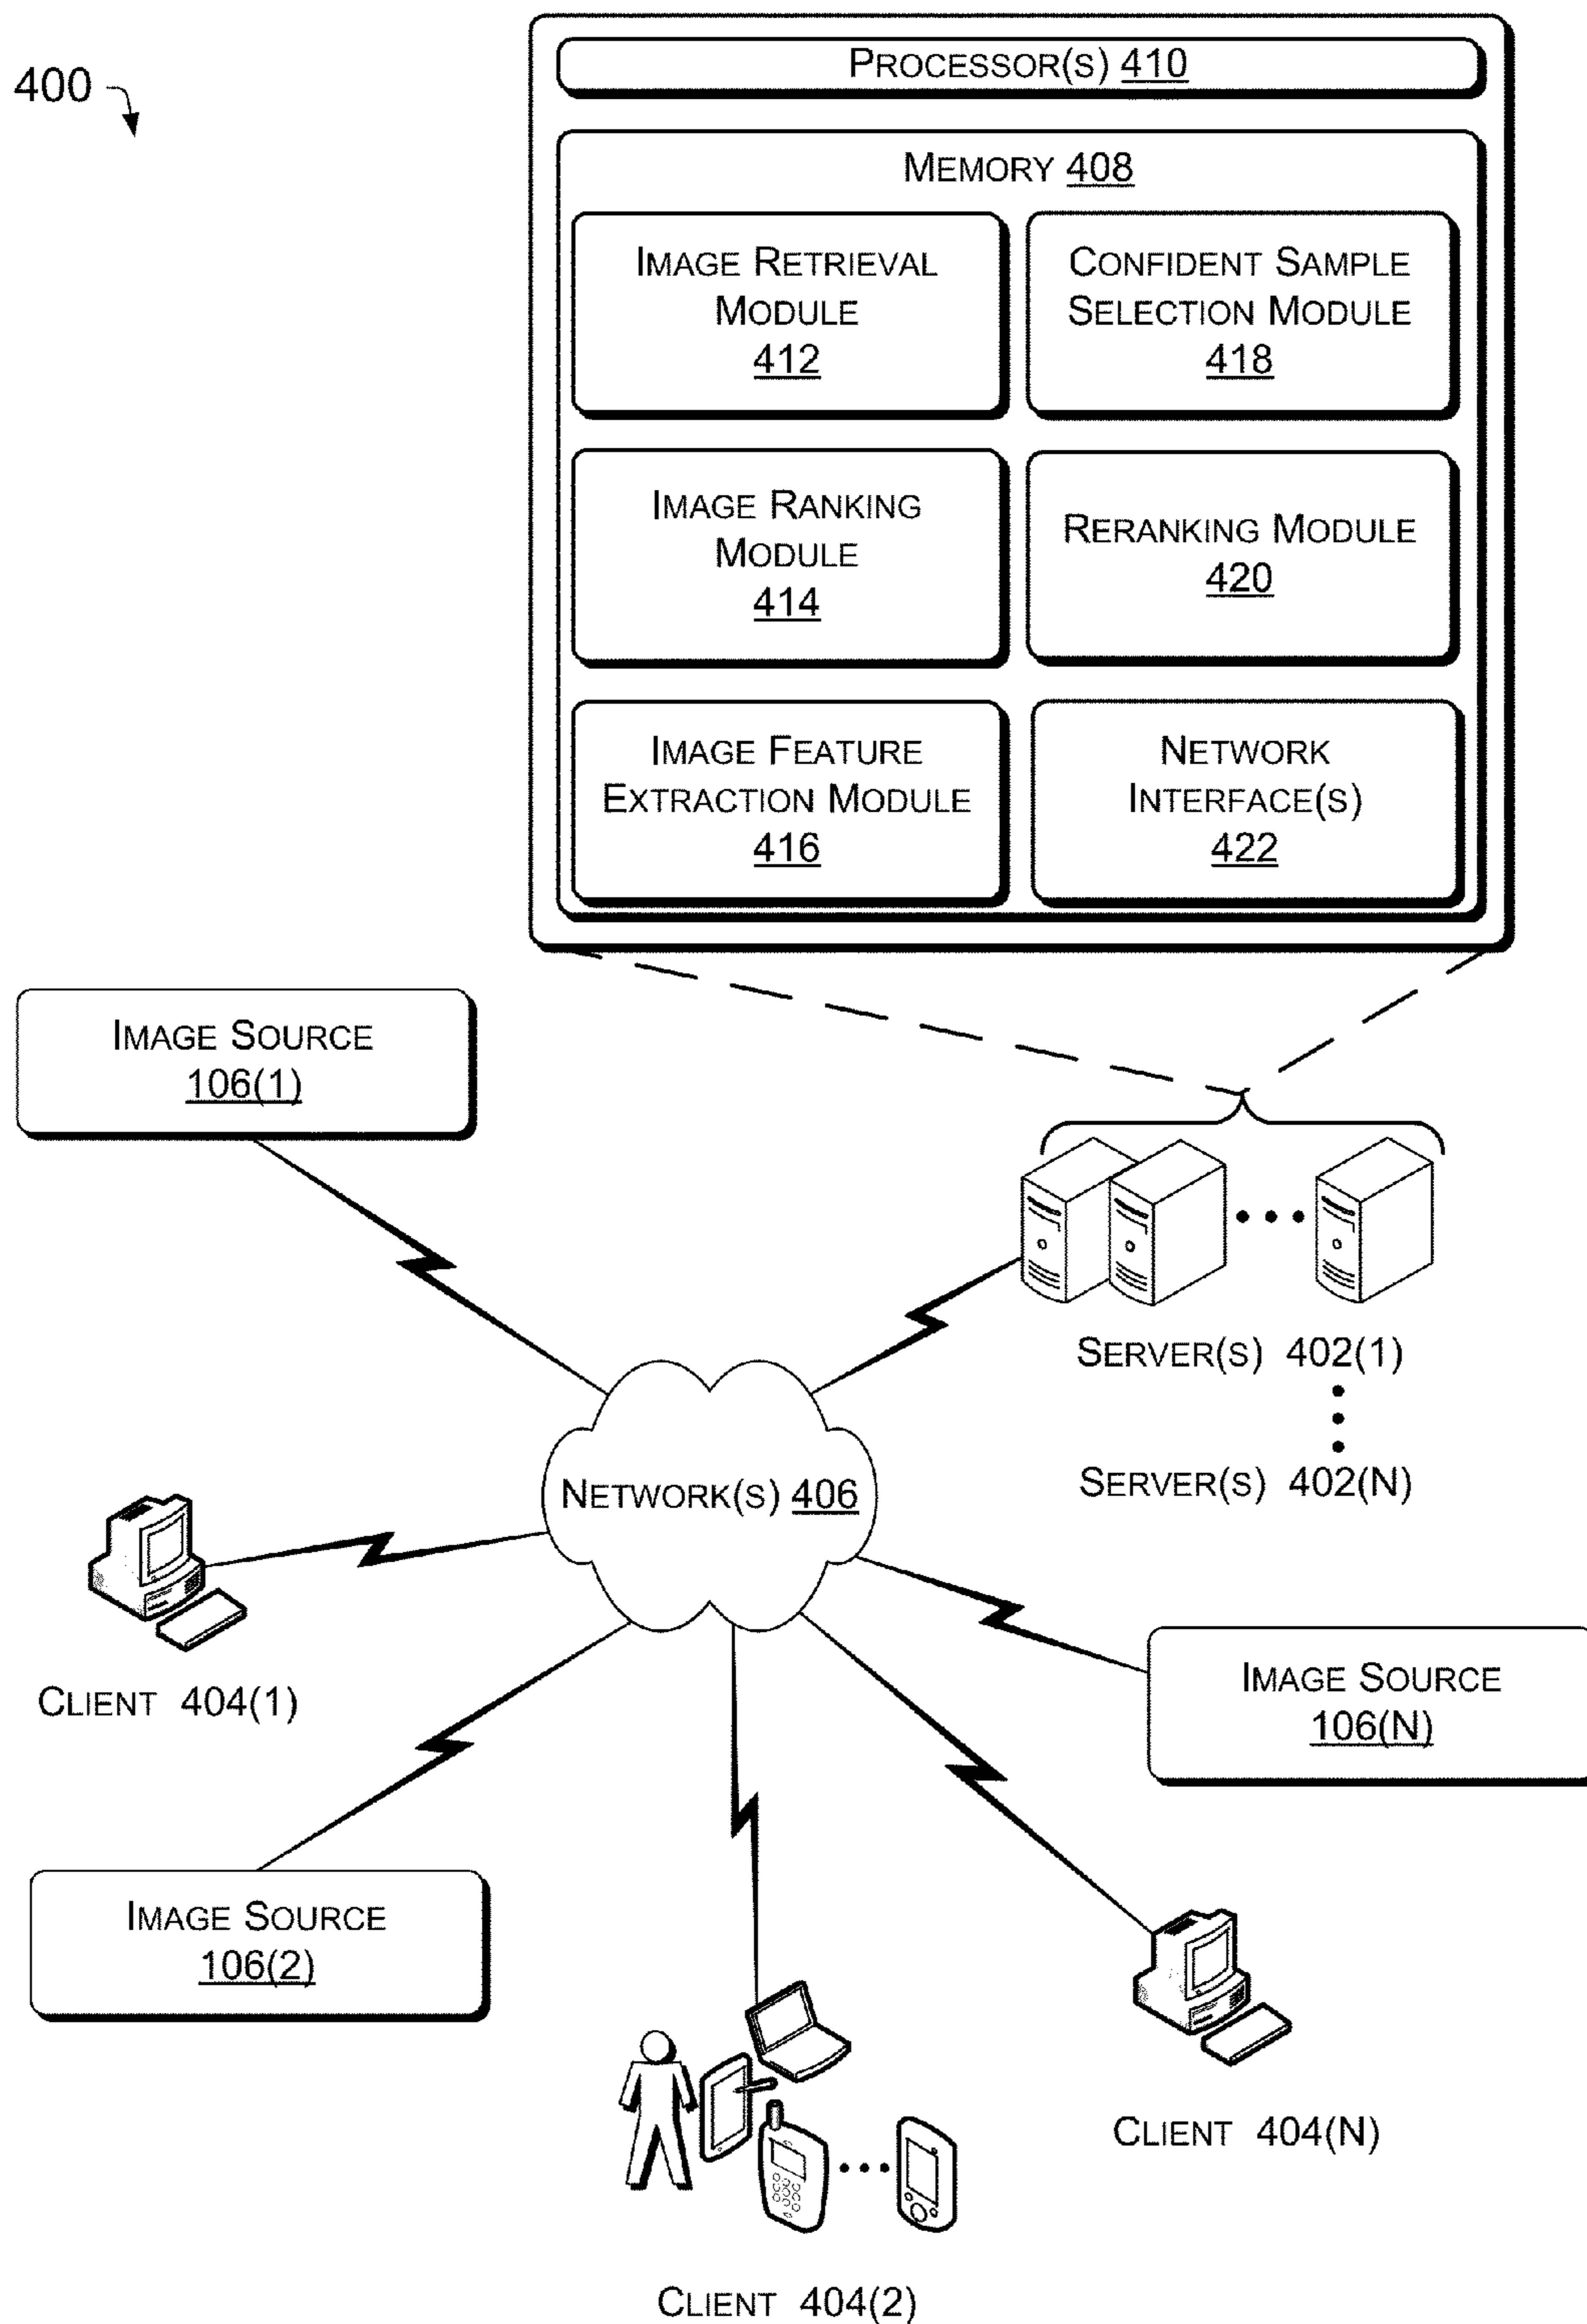 400
PROCESSOR(S) 410
MEMORY 408
IMAGE RETRIEVAL
MODULE
412
CONFIDENT SAMPLE
SELECTION MODULE
418
IMAGE RANKING
MODULE
414
RERANKING MODULE
420
IMAGE FEATURE
EXTRACTION MODULE
416
NETWORK
INTERFACE(S)
422
IMAGE SOURCE
106(1)
SERVER(S) 402(1)
SERVER(S) 402(N)
NETWORK(S) 406
CLIENT 404(1)
IMAGE SOURCE
106(N)
IMAGE SOURCE
106(2)
CLIENT 404(N)
CLIENT 404(2)